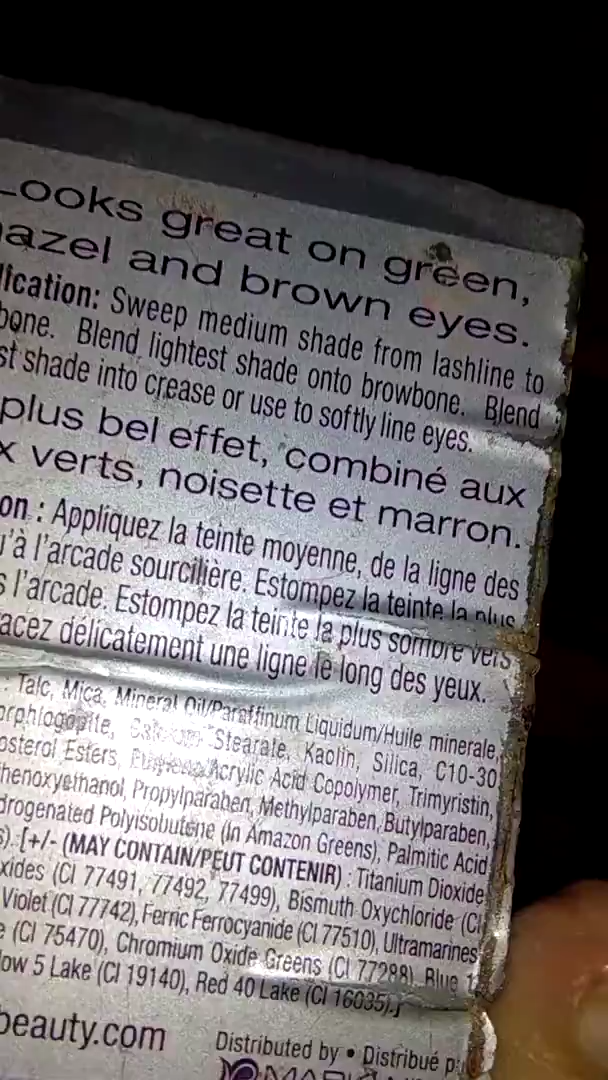 Looks great on green,
hazel and brown eyes.
lication: Sweep medium shade from lashline to
bone. Blend lightest shade onto browbone. Blend
st shade into crease or use to softly line eyes.
plus bel effet, combiné aux
x verts, noisette et marron.
on : Appliquez la teinte moyenne, de la ligne des
u'à l'arcade sourcilière. Estompez la teinte la plus
s l'arcade. Estompez la teinte la plus sombre vers
acez délicatement une ligne le long des yeux.
Talc, Mica, Mineral Oil/Paraffinum Liquidum/Huile minerale,
orphlogopite, Calcium Stearate, Kaolin, Silica, C10-30
osterol Esters, Acrylic Acid Copolymer, Trimyristin,
henoxyethanol, Propylparaben, Methylparaben, Butylparaben,
drogenated Polyisobutene (In Amazon Greens), Palmitic Acid
s). [+/- (MAY CONTAIN/PEUT CONTENIR) : Titanium Dioxide
xides (CI 77491, 77492, 77499), Bismuth Oxychloride (CI
Violet (CI 77742), Ferric Ferrocyanide (CI 77510), Ultramarines
e (CI 75470), Chromium Oxide Greens (CI 77288), Blue 1
low 5 Lake (CI 19140), Red 40 Lake (CI 16035).]
beauty.com
Distributed by • Distribué p